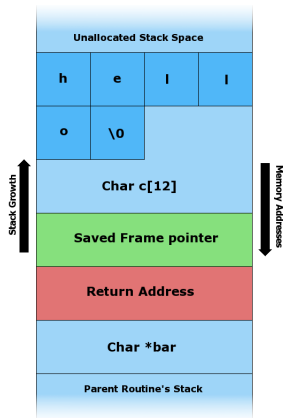 Unallocated Stack Space
h e l l
o \0
Char c[12]
Stack Growth
Memory Addresses
Saved Frame pointer
Return Address
Char *bar
Parent Routine's Stack